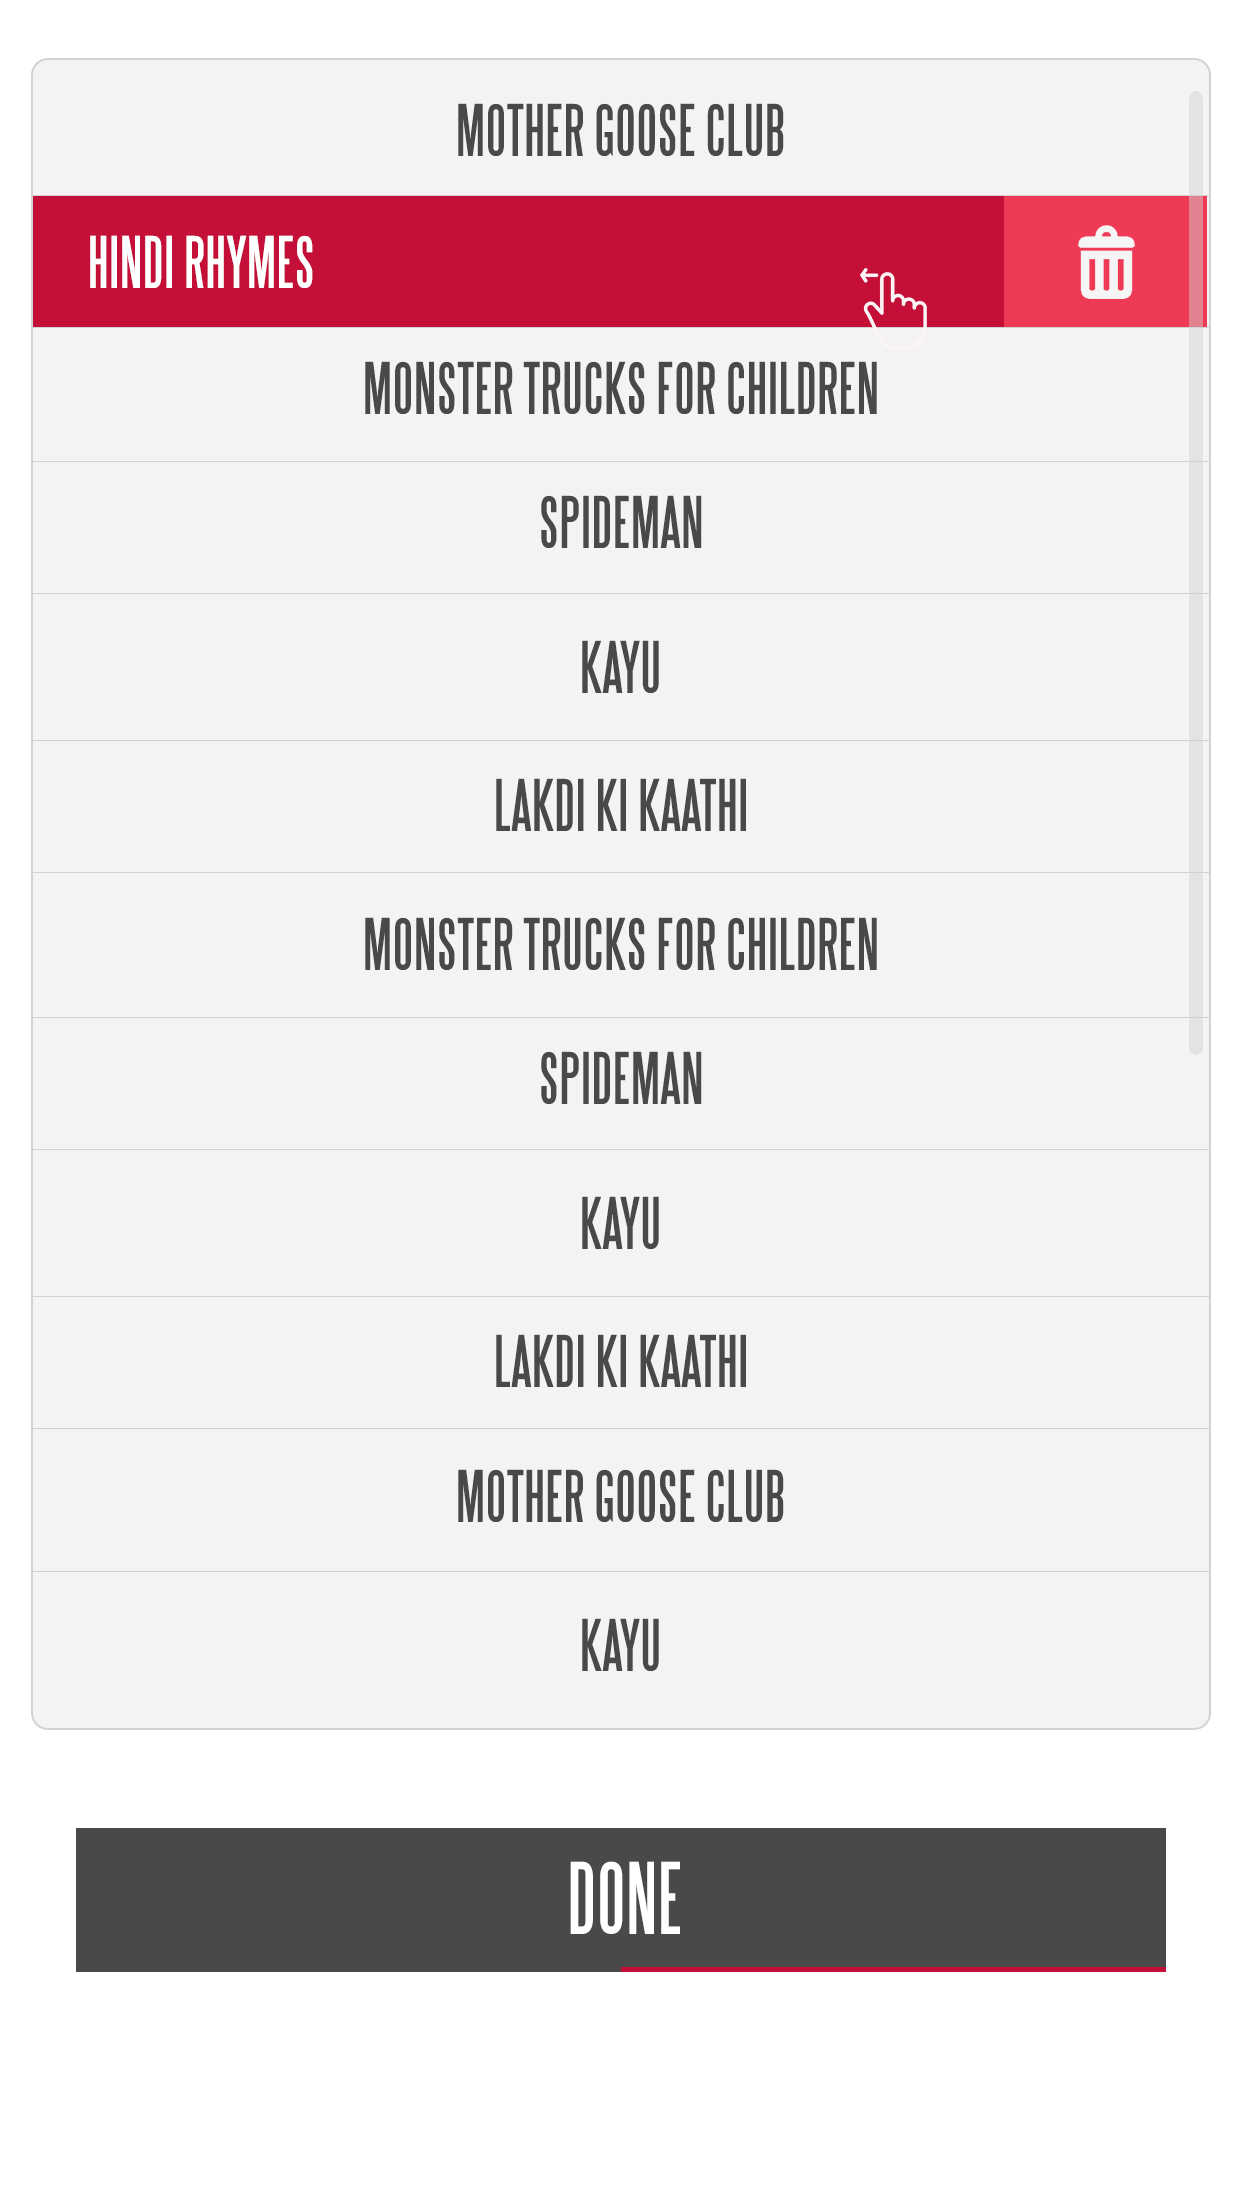 MOTHER GOOSE CLUB
HINDI RHYMES
MONSTER TRUCKS FOR CHILDREN
SPIDEMAN
KAYU
LAKDI KI KAATHI
MONSTER TRUCKS FOR CHILDREN
SPIDEMAN
KAYU
LAKDI KI KAATHI
MOTHER GOOSE CLUB
KAYU
DONE